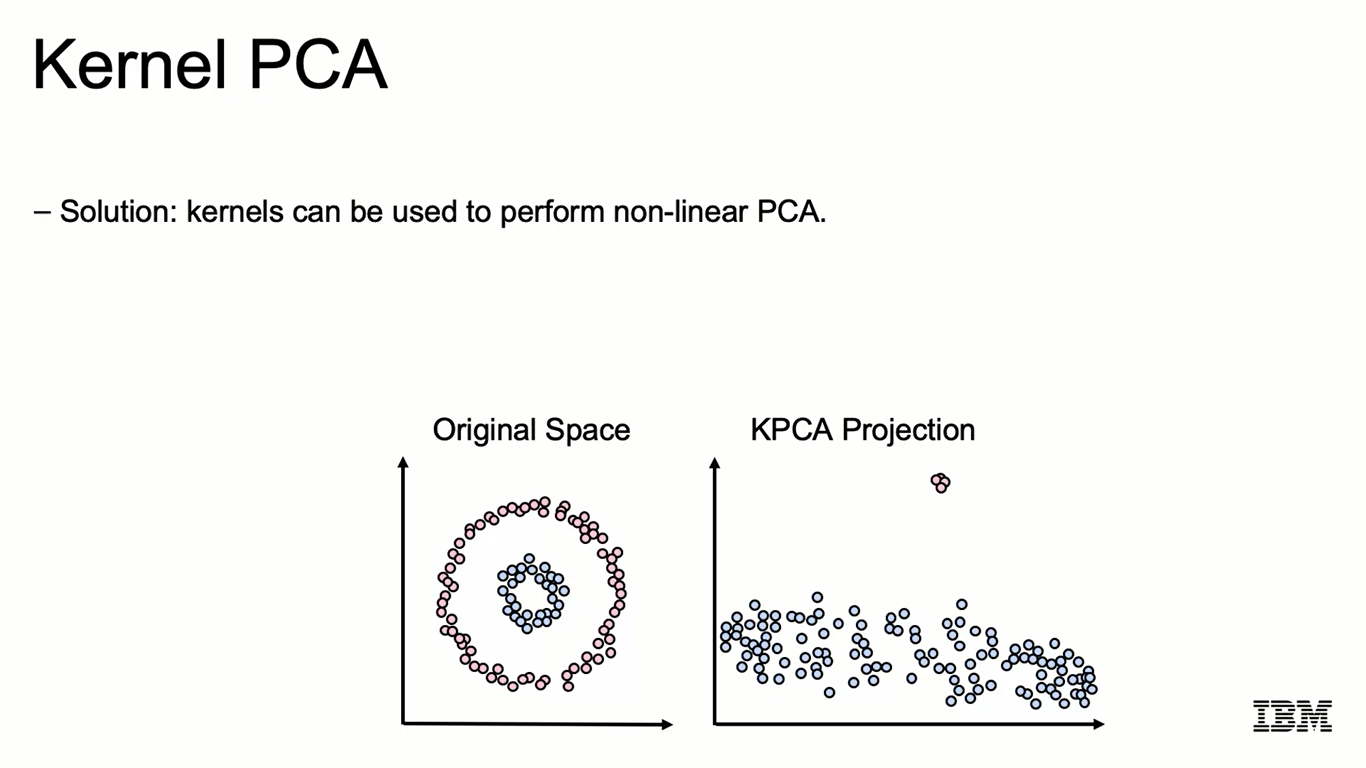 Kernel PCA
– Solution: kernels can be used to perform non-linear PCA.
Original Space
KPCA Projection
IBM